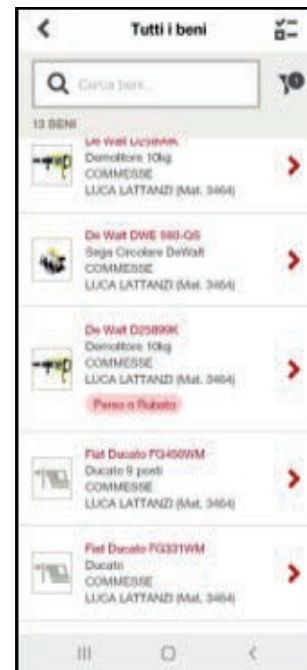 Tutti i beni
Cerca beni...
13 BENI
De Walt D25899K
Demolitore 10kg
COMMESSE
LUCA LATTANZI (Mat. 3464)
De Walt DWE 560-QS
Sega Circolare DeWalt
COMMESSE
LUCA LATTANZI (Mat. 3464)
De Walt D25899K
Demolitore 10kg
COMMESSE
LUCA LATTANZI (Mat. 3464)
Perso o Rubato
Fiat Ducato FG450WM
Ducato 9 posti
COMMESSE
LUCA LATTANZI (Mat. 3464)
Fiat Ducato FG331WM
Ducato
COMMESSE
LUCA LATTANZI (Mat. 3464)